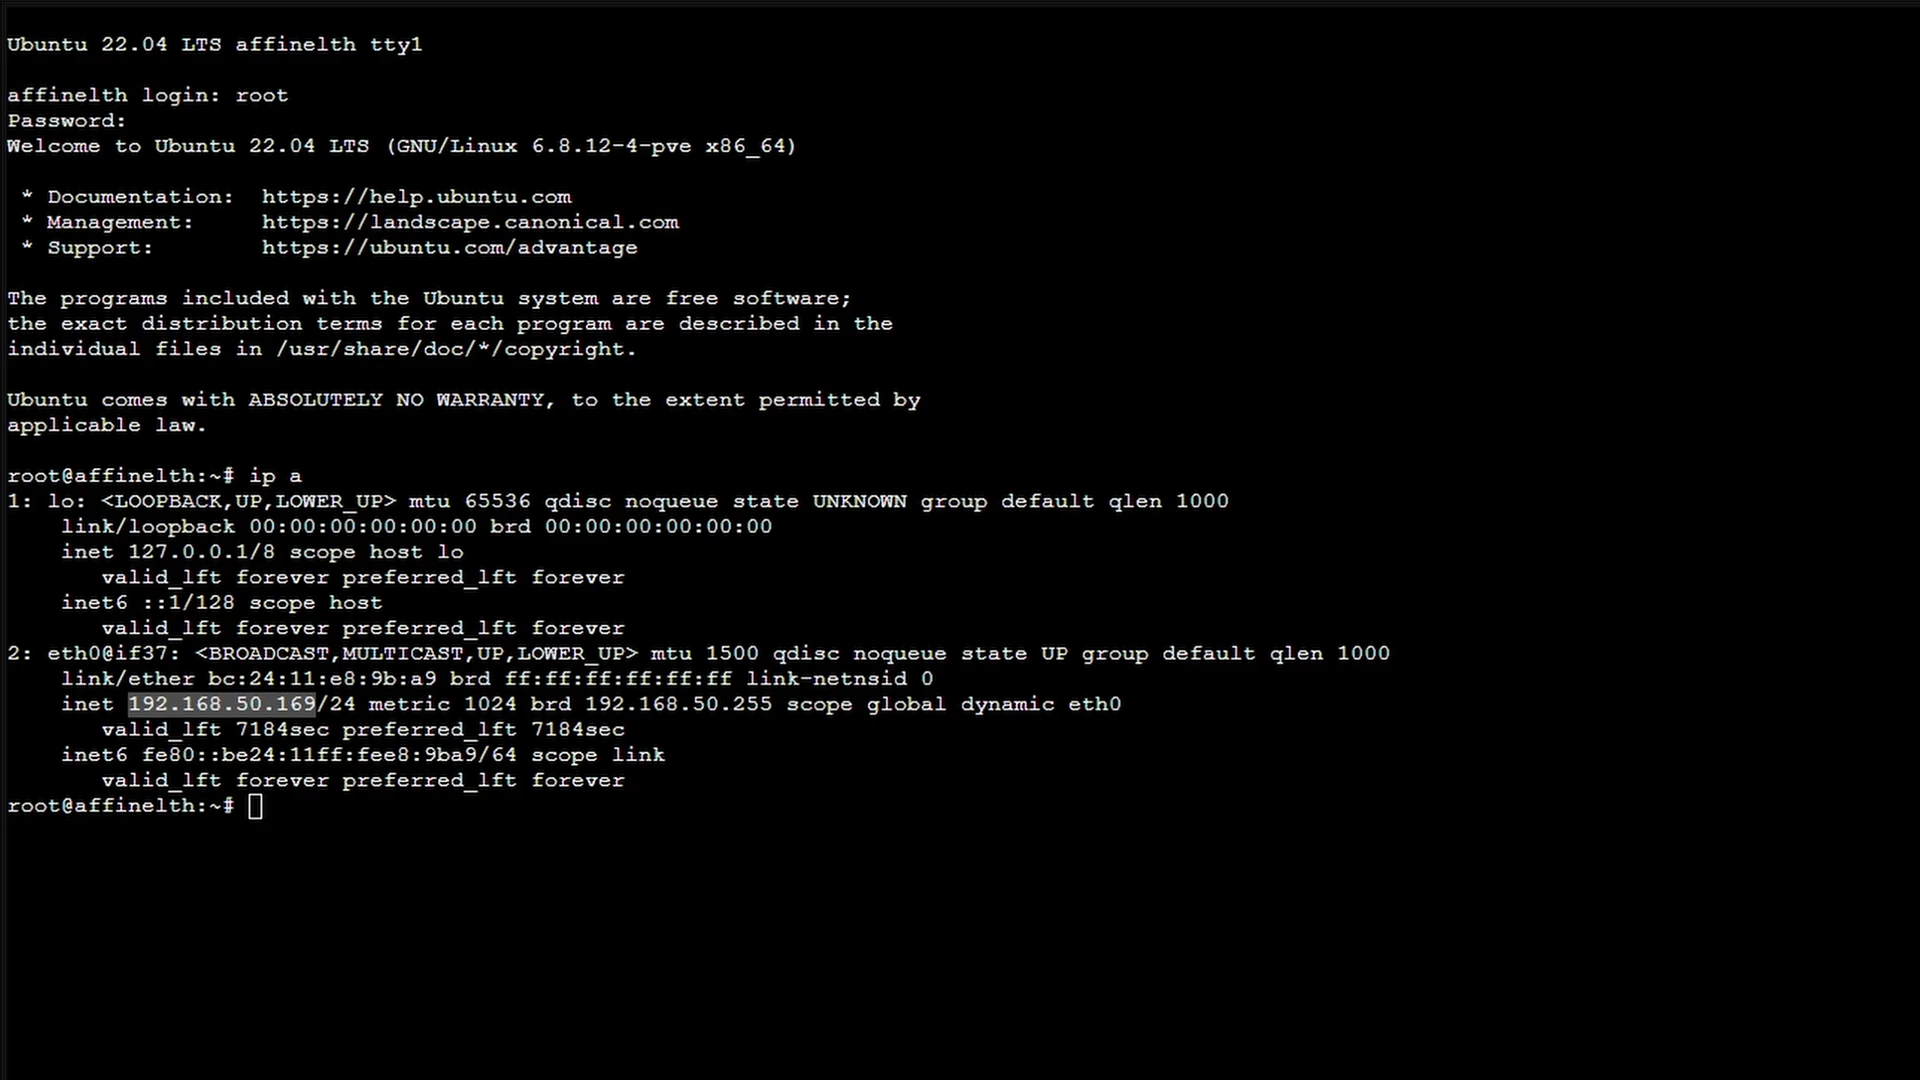 Ubuntu 22.04 LTS affinelth tty1
affinelth login: root
Password:
Welcome to Ubuntu 22.04 LTS (GNU/Linux 6.8.12-4-pve x86_64)
* Documentation: https://help.ubuntu.com
* Management: https://landscape.canonical.com
* Support: https://ubuntu.com/advantage
The programs included with the Ubuntu system are free software;
the exact distribution terms for each program are described in the
individual files in /usr/share/doc/*/copyright.
Ubuntu comes with ABSOLUTELY NO WARRANTY, to the extent permitted by
applicable law.
root@affinelth:~# ip a
1: lo: <LOOPBACK,UP,LOWER_UP> mtu 65536 qdisc noqueue state UNKNOWN group default qlen 1000
link/loopback 00:00:00:00:00:00 brd 00:00:00:00:00:00
inet 127.0.0.1/8 scope host lo
valid_lft forever preferred_lft forever
inet6 ::1/128 scope host
valid_lft forever preferred_lft forever
2: eth0@if37: <BROADCAST,MULTICAST,UP,LOWER_UP> mtu 1500 qdisc noqueue state UP group default qlen 1000
link/ether bc:24:11:e8:9b:a9 brd ff:ff:ff:ff:ff:ff link-netnsid 0
inet 192.168.50.169/24 metric 1024 brd 192.168.50.255 scope global dynamic eth0
valid_lft 7184sec preferred_lft 7184sec
inet6 fe80::be24:11ff:fee8:9ba9/64 scope link
valid_lft forever preferred_lft forever
root@affinelth:~#